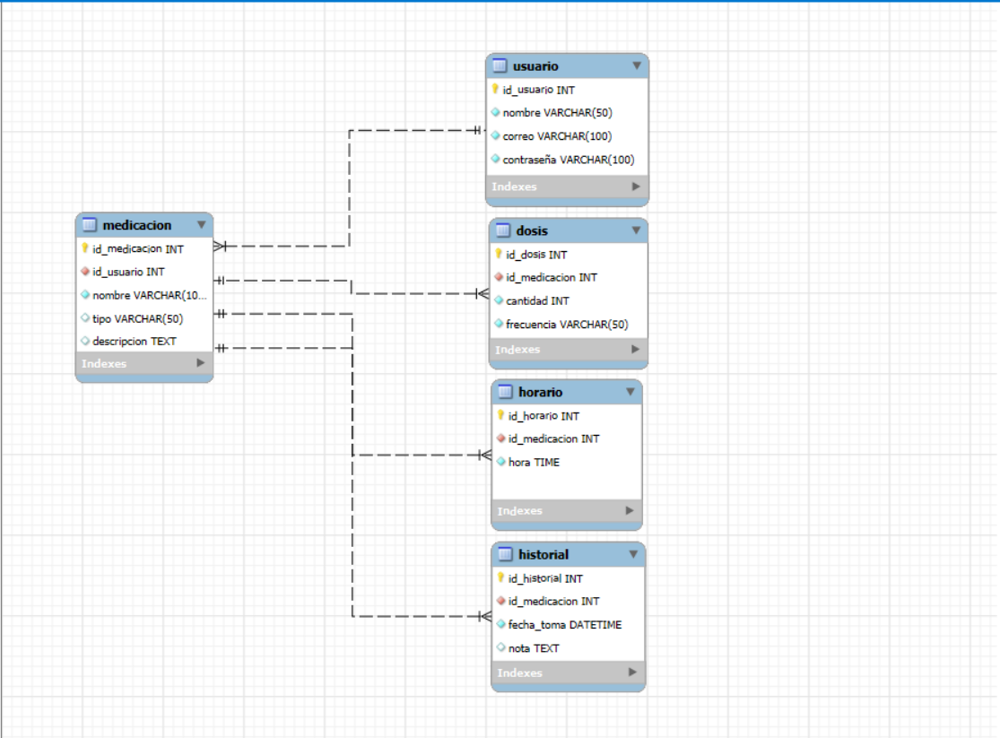 usuario
id_usuario INT
nombre VARCHAR(50)
correo VARCHAR(100)
contraseña VARCHAR(100)
Indexes
medicacion
id_medicacion INT
id_usuario INT
nombre VARCHAR(10...
tipo VARCHAR(50)
descripcion TEXT
Indexes
dosis
id_dosis INT
id_medicacion INT
cantidad INT
frecuencia VARCHAR(50)
Indexes
horario
id_horario INT
id_medicacion INT
hora TIME
Indexes
historial
id_historial INT
id_medicacion INT
fecha_toma DATETIME
nota TEXT
Indexes